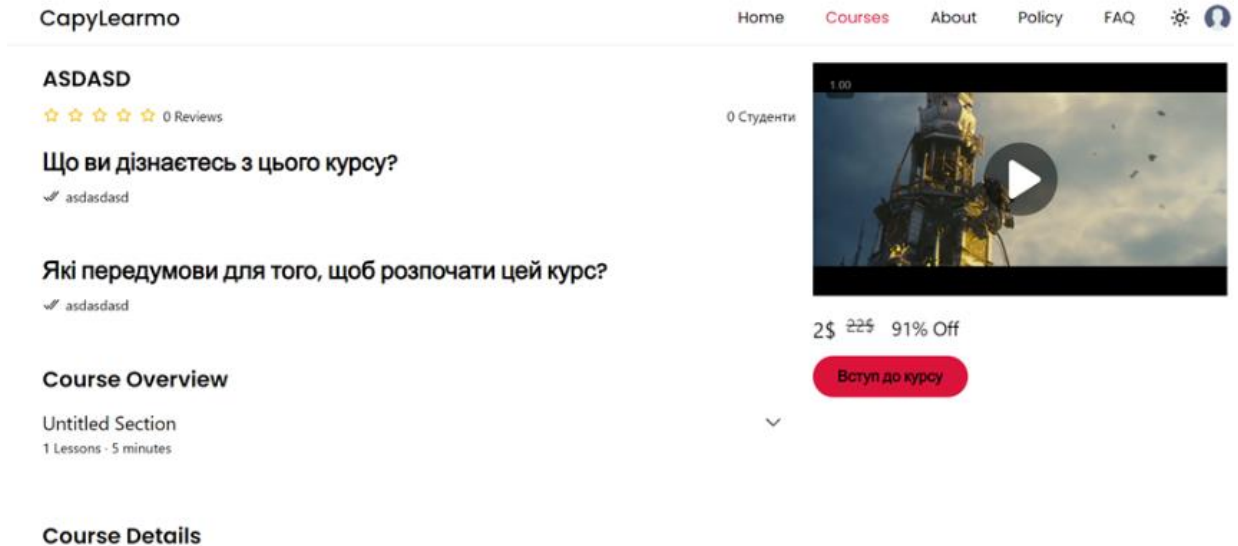 CapyLearmo
Home Courses About Policy FAQ
ASDASD
0 Reviews
0 Студенти
Що ви дізнаєтесь з цього курсу?
asdasdasd
Які передумови для того, щоб розпочати цей курс?
asdasdasd
Course Overview
Untitled Section
1 Lessons · 5 minutes
Course Details
1.00
2$ 22$ 91% Off
Вступ до курсу